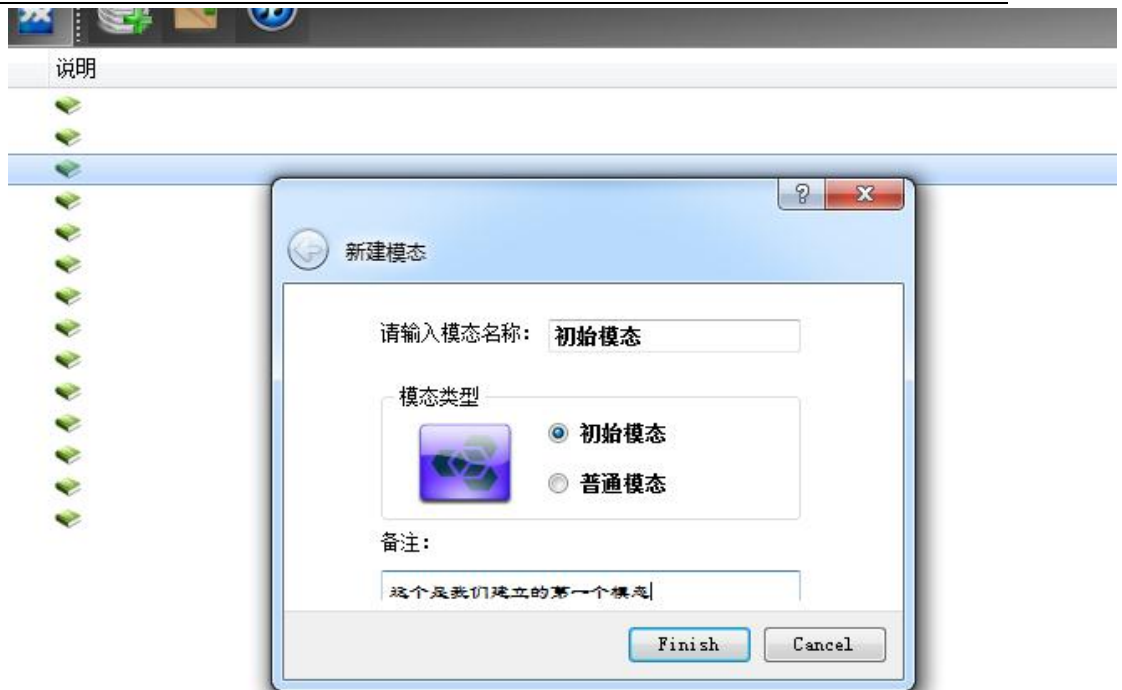 说明
新建模态
请输入模态名称: 初始模态
模态类型
初始模态
普通模态
备注:
这个是我们建立的第一个模态
Finish Cancel